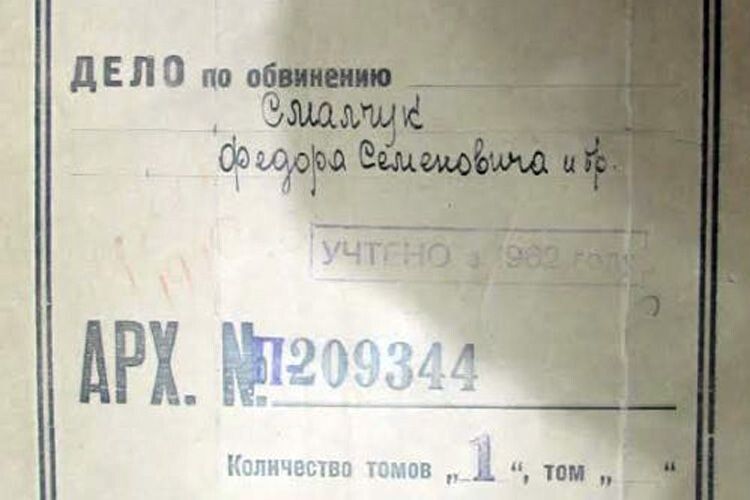 ДЕЛО по обвинению
Смалчук
Федора Семеновича и др.
УЧТЕНО в 1962 году
АРХ. №П-209344
Количество томов „1“, том „ “